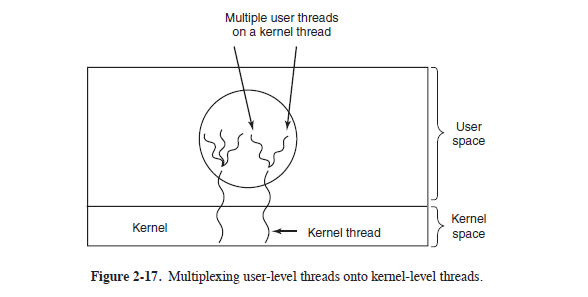 Multiple user threads
on a kernel thread
User
space
Kernel
Kernel thread
Kernel
space
Figure 2-17. Multiplexing user-level threads onto kernel-level threads.